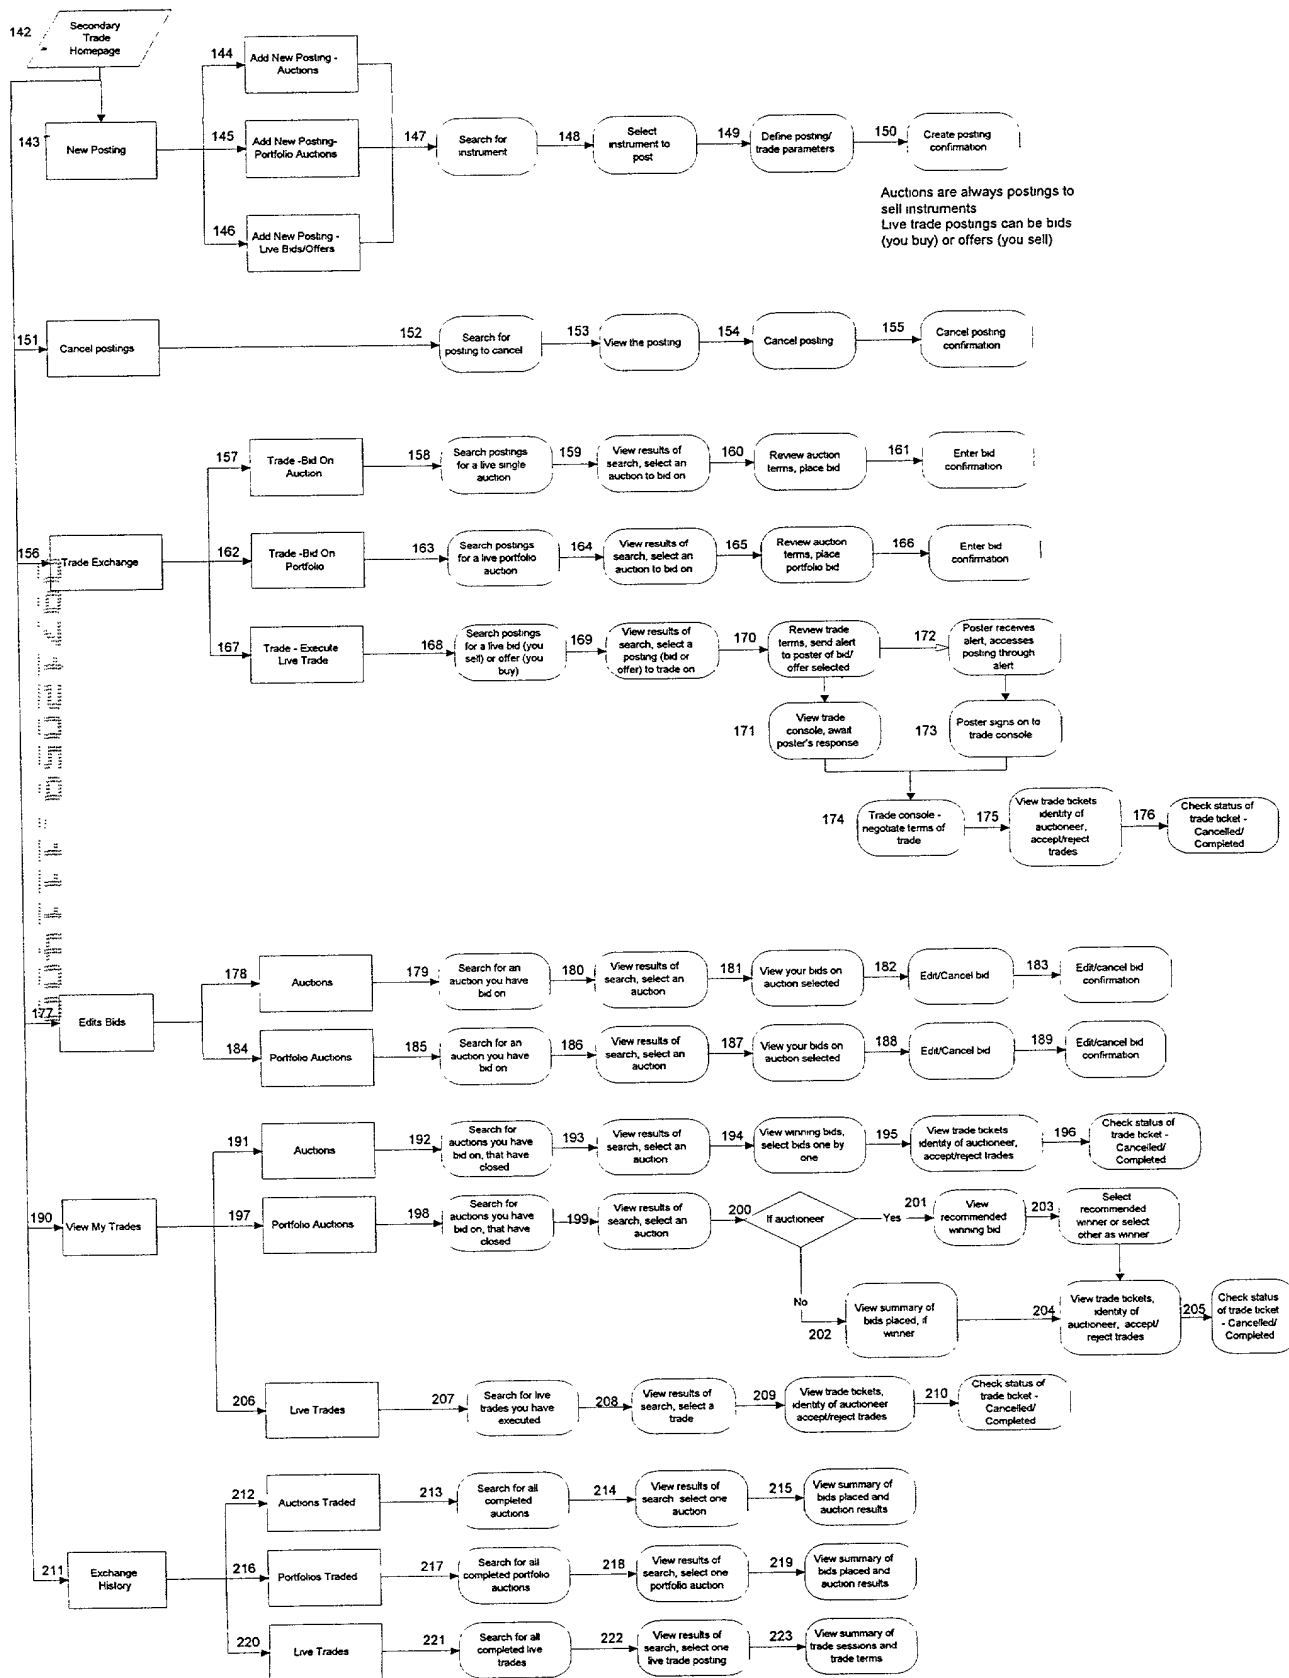 142
Secondary
Trade
Homepage
143
New Posting
144
Add New Posting -
Auctions
145
Add New Posting-
Portfolio Auctions
146
Add New Posting -
Live Bids/Offers
147
Search for
instrument
148
Select
instrument to
post
149
Define posting/
trade parameters
150
Create posting
confirmation
Auctions are always postings to
sell instruments
Live trade postings can be bids
(you buy) or offers (you sell)
151
Cancel postings
152
Search for
posting to cancel
153
View the posting
154
Cancel posting
155
Cancel posting
confirmation
156
Trade Exchange
157
Trade -Bid On
Auction
158
Search postings
for a live single
auction
159
View results of
search, select an
auction to bid on
160
Review auction
terms, place bid
161
Enter bid
confirmation
162
Trade -Bid On
Portfolio
163
Search postings
for a live portfolio
auction
164
View results of
search, select an
auction to bid on
165
Review auction
terms, place
portfolio bid
166
Enter bid
confirmation
167
Trade - Execute
Live Trade
168
Search postings
for a live bid (you
sell) or offer (you
buy)
169
View results of
search, select a
posting (bid or
offer) to trade on
170
Review trade
terms, send alert
to poster of bid/
offer selected
172
Poster receives
alert, accesses
posting through
alert
171
View trade
console, await
poster's response
173
Poster signs on to
trade console
174
Trade console -
negotiate terms of
trade
175
View trade tickets
identity of
auctioneer,
accept/reject
trades
176
Check status of
trade ticket -
Cancelled/
Completed
177
Edits Bids
178
Auctions
179
Search for an
auction you have
bid on
180
View results of
search, select an
auction
181
View your bids on
auction selected
182
Edit/Cancel bid
183
Edit/cancel bid
confirmation
184
Portfolio Auctions
185
Search for an
auction you have
bid on
186
View results of
search, select an
auction
187
View your bids on
auction selected
188
Edit/Cancel bid
189
Edit/cancel bid
confirmation
190
View My Trades
191
Auctions
192
Search for
auctions you have
bid on, that have
closed
193
View results of
search, select an
auction
194
View winning bids,
select bids one by
one
195
View trade tickets
identity of auctioneer,
accept/reject trades
196
Check status of
trade ticket -
Cancelled/
Completed
197
Portfolio Auctions
198
Search for
auctions you have
bid on, that have
closed
199
View results of
search, select an
auction
200
If auctioneer
Yes
201
View
recommended
winning bid
203
Select
recommended
winner or select
other as winner
No
202
View summary of
bids placed, if
winner
204
View trade tickets,
identity of
auctioneer, accept/
reject trades
205
Check status
of trade ticket
- Cancelled/
Completed
206
Live Trades
207
Search for live
trades you have
executed
208
View results of
search, select a
trade
209
View trade tickets,
identity of auctioneer
accept/reject trades
210
Check status of
trade ticket -
Cancelled/
Completed
211
Exchange
History
212
Auctions Traded
213
Search for all
completed
auctions
214
View results of
search select one
auction
215
View summary of
bids placed and
auction results
216
Portfolios Traded
217
Search for all
completed portfolio
auctions
218
View results of
search, select one
portfolio auction
219
View summary of
bids placed and
auction results
220
Live Trades
221
Search for all
completed live
trades
222
View results of
search, select one
live trade posting
223
View summary of
trade sessions and
trade terms